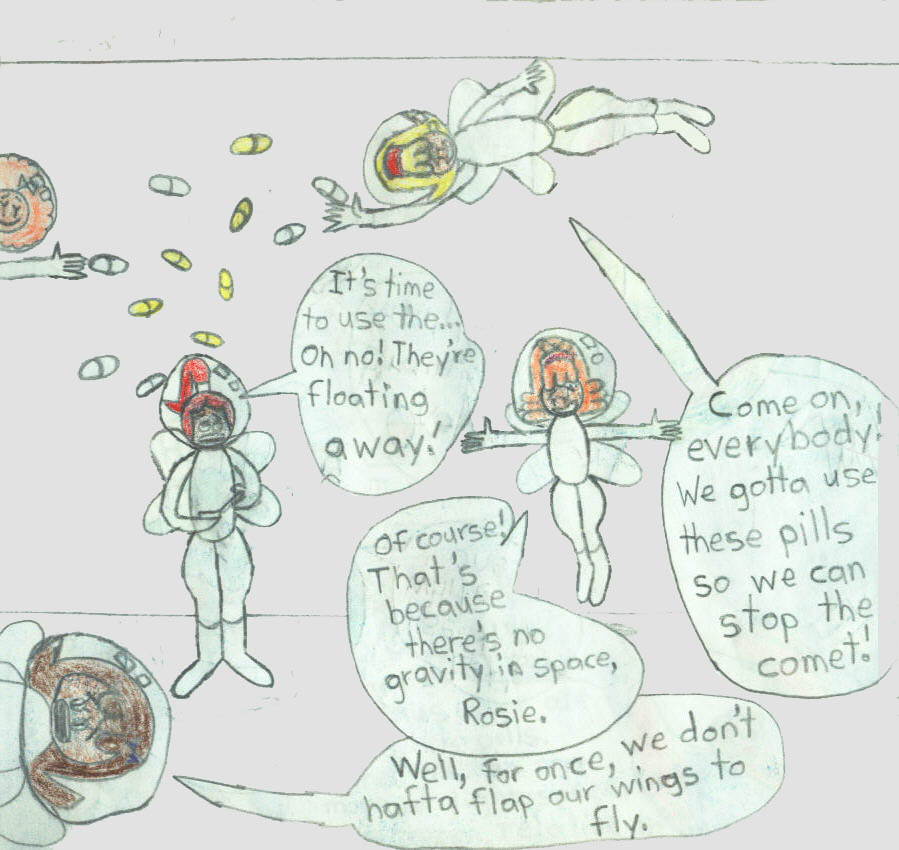 It's time
to use the...
Oh no! They're
floating
away!
Come on,
everybody!
We gotta use
these pills
so we can
stop the
comet!
Of course!
That's
because
there's no
gravity in space,
Rosie.
Well, for once, we don't
hafta flap our wings to
fly.